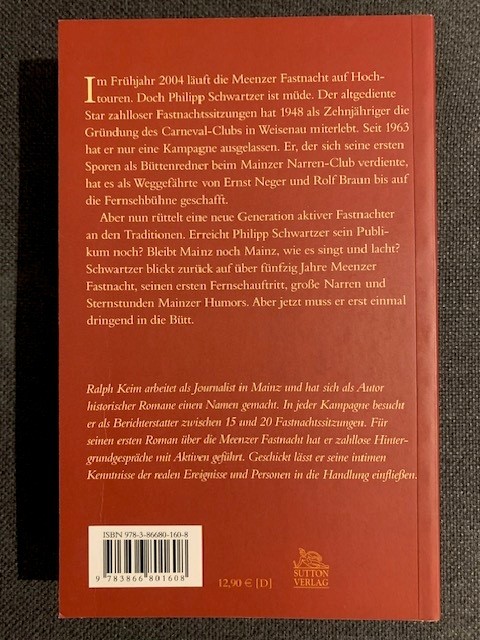 Im Frühjahr 2004 läuft die Meenzer Fastnacht auf Hoch-
touren. Doch Philipp Schwartzer ist müde. Der altgediente
Star zahlloser Fastnachtssitzungen hat 1948 als Zehnjähriger die
Gründung des Carneval-Clubs in Weisenau miterlebt. Seit 1963
hat er nur eine Kampagne ausgelassen. Er, der sich seine ersten
Sporen als Büttenredner beim Mainzer Narren-Club verdiente,
hat es als Weggefährte von Ernst Neger und Rolf Braun bis auf
die Fernsehbühne geschafft.
Aber nun rüttelt eine neue Generation aktiver Fastnachter
an den Traditionen. Erreicht Philipp Schwartzer sein Publi-
kum noch? Bleibt Mainz noch Mainz, wie es singt und lacht?
Schwartzer blickt zurück auf über fünfzig Jahre Meenzer
Fastnacht, seinen ersten Fernsehauftritt, große Narren und
Sternstunden Mainzer Humors. Aber jetzt muss er erst einmal
dringend in die Bütt.
Ralph Keim arbeitet als Journalist in Mainz und hat sich als Autor
historischer Romane einen Namen gemacht. In jeder Kampagne besucht
er als Berichterstatter zwischen 15 und 20 Fastnachtssitzungen. Für
seinen ersten Roman über die Meenzer Fastnacht hat er zahllose Hinter-
grundgespräche mit Aktiven geführt. Geschickt lässt er seine intimen
Kenntnisse der realen Ereignisse und Personen in die Handlung einfließen.
ISBN 978-3-86680-160-8
9 783866 801608
12,90 € [D]
SUTTON
VERLAG